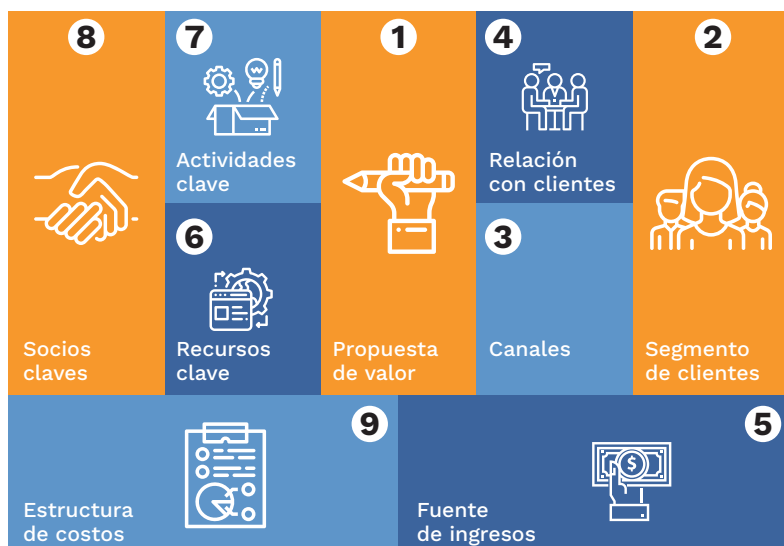 8
Socios
claves
7
Actividades
clave
6
Recursos
clave
1
Propuesta
de valor
4
Relación
con clientes
3
Canales
2
Segmento
de clientes
9
Estructura
de costos
5
$
Fuente
de ingresos